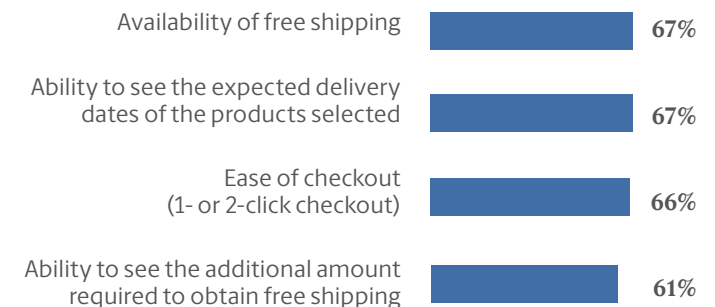 Availability of free shipping
67%
Ability to see the expected delivery
dates of the products selected
67%
Ease of checkout
(1- or 2-click checkout)
66%
Ability to see the additional amount
required to obtain free shipping
61%